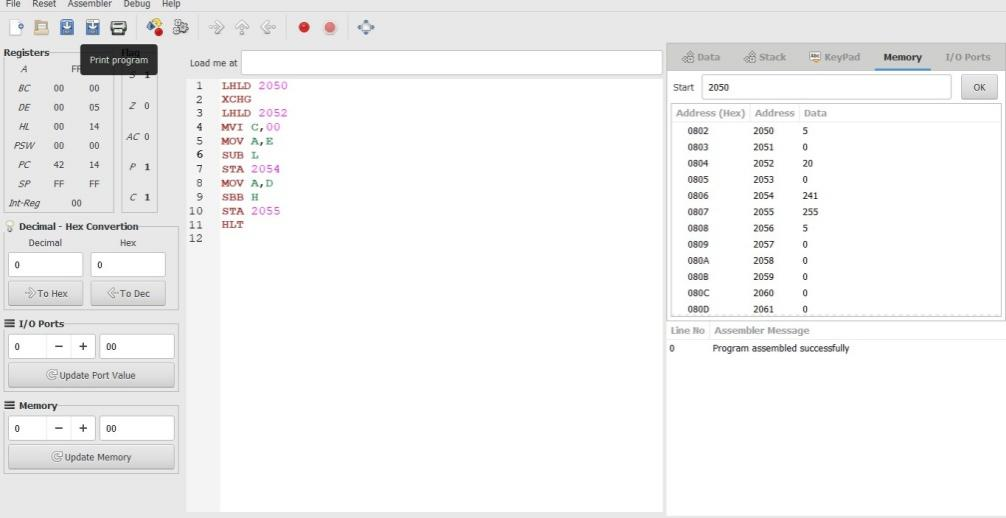 File Reset Assembler Debug Help
Print program
Registers
Flag
A FF
BC 00 00
DE 00 05
HL 00 14
PSW 00 00
PC 42 14
SP FF FF
Int-Reg 00
S 1
Z 0
AC 0
P 1
C 1
Decimal - Hex Convertion
Decimal Hex
0 0
To Hex To Dec
I/O Ports
0 − + 00
Update Port Value
Memory
0 − + 00
Update Memory
Load me at
1 LHLD 2050
2 XCHG
3 LHLD 2052
4 MVI C,00
5 MOV A,E
6 SUB L
7 STA 2054
8 MOV A,D
9 SBB H
10 STA 2055
11 HLT
12
Data Stack KeyPad Memory I/O Ports
Start 2050 OK
Address (Hex) Address Data
0802 2050 5
0803 2051 0
0804 2052 20
0805 2053 0
0806 2054 241
0807 2055 255
0808 2056 5
0809 2057 0
080A 2058 0
080B 2059 0
080C 2060 0
080D 2061 0
Line No Assembler Message
0 Program assembled successfully